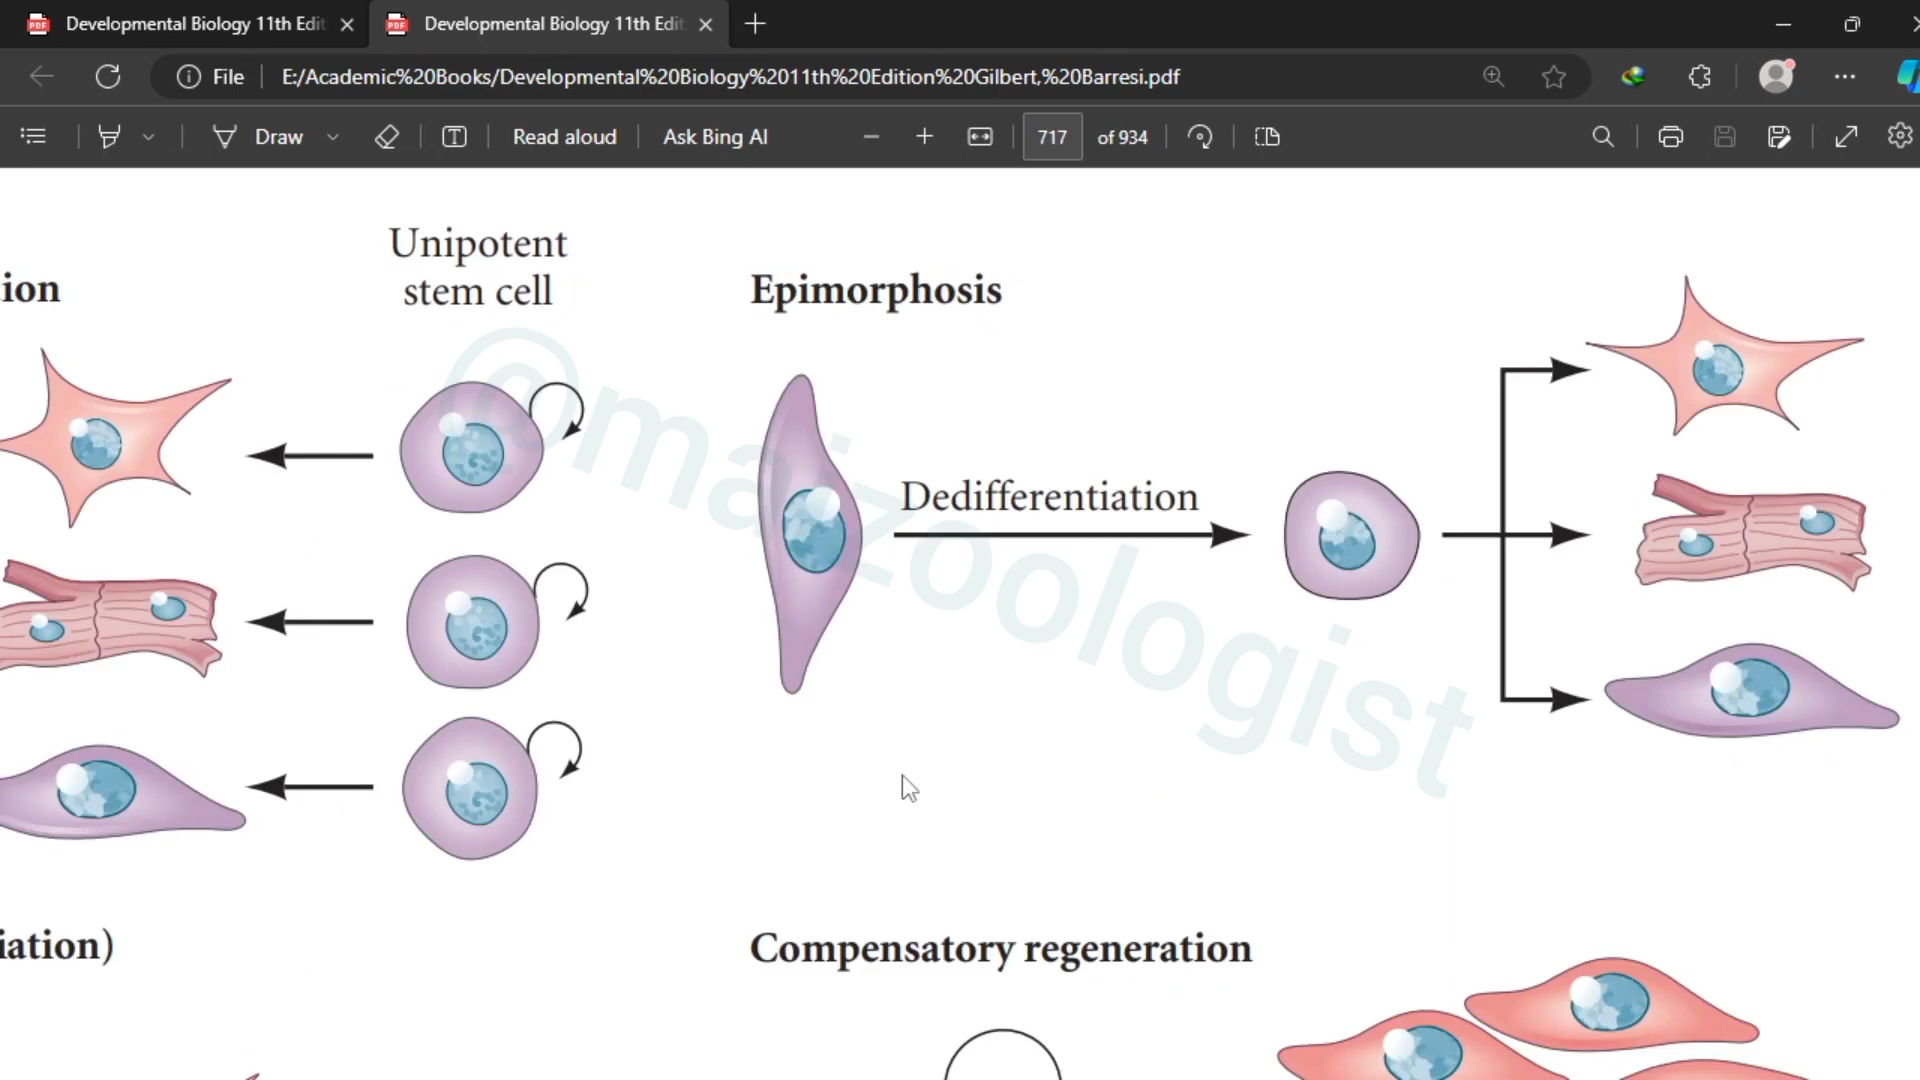 Developmental Biology 11th Edit
Developmental Biology 11th Edit
File
E:/Academic%20Books/Developmental%20Biology%2011th%20Edition%20Gilbert,%20Barresi.pdf
Draw
Read aloud
Ask Bing AI
717 of 934
Unipotent
stem cell
ion
Epimorphosis
Dedifferentiation
@maizoologist
iation)
Compensatory regeneration